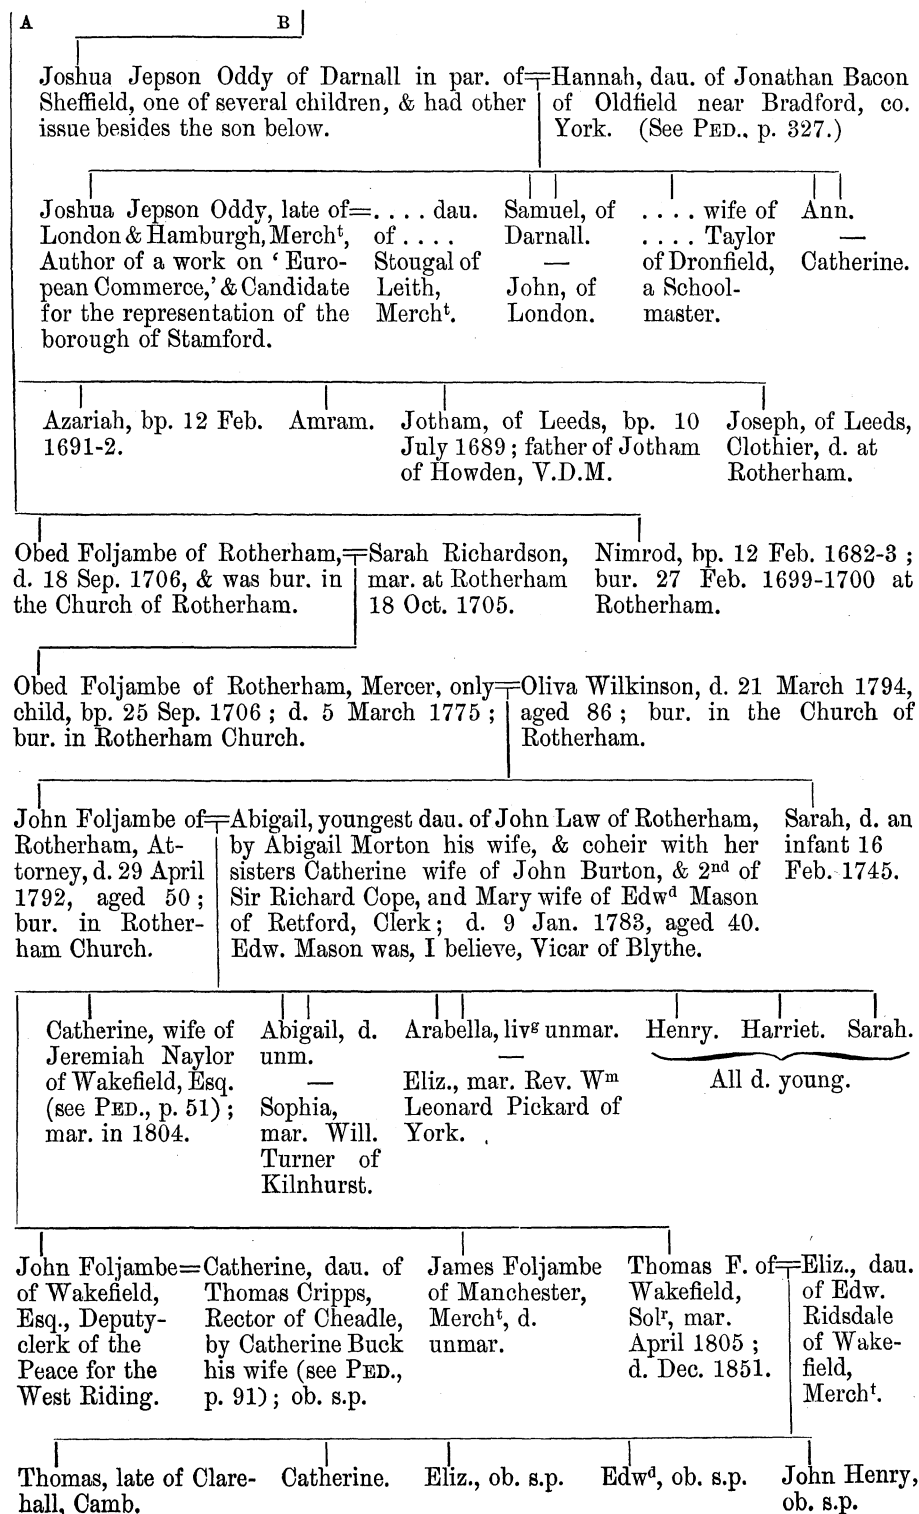 A B
Joshua Jepson Oddy of Darnall in par. of
Sheffield, one of several children, & had other
issue besides the son below.
Hannah, dau. of Jonathan Bacon
of Oldfield near Bradford, co.
York. (See PED., p. 327.)
Joshua Jepson Oddy, late of
London & Hamburgh, Mercht,
Author of a work on ‘ Euro-
pean Commerce,’ & Candidate
for the representation of the
borough of Stamford.
= . . . . dau.
of . . . .
Stougal of
Leith,
Mercht.
Samuel, of
Darnall.
—
John, of
London.
. . . . wife of
. . . . Taylor
of Dronfield,
a School-
master.
Ann.
—
Catherine.
Azariah, bp. 12 Feb.
1691-2.
Amram.
Jotham, of Leeds, bp. 10
July 1689 ; father of Jotham
of Howden, V.D.M.
Joseph, of Leeds,
Clothier, d. at
Rotherham.
Obed Foljambe of Rotherham,
d. 18 Sep. 1706, & was bur. in
the Church of Rotherham.
Sarah Richardson,
mar. at Rotherham
18 Oct. 1705.
Nimrod, bp. 12 Feb. 1682-3 ;
bur. 27 Feb. 1699-1700 at
Rotherham.
Obed Foljambe of Rotherham, Mercer, only
child, bp. 25 Sep. 1706 ; d. 5 March 1775 ;
bur. in Rotherham Church.
Oliva Wilkinson, d. 21 March 1794,
aged 86 ; bur. in the Church of
Rotherham.
John Foljambe of
Rotherham, At-
torney, d. 29 April
1792, aged 50 ;
bur. in Rother-
ham Church.
Abigail, youngest dau. of John Law of Rotherham,
by Abigail Morton his wife, & coheir with her
sisters Catherine wife of John Burton, & 2nd of
Sir Richard Cope, and Mary wife of Edwd Mason
of Retford, Clerk ; d. 9 Jan. 1783, aged 40.
Edw. Mason was, I believe, Vicar of Blythe.
Sarah, d. an
infant 16
Feb. 1745.
Catherine, wife of
Jeremiah Naylor
of Wakefield, Esq.
(see PED., p. 51) ;
mar. in 1804.
Abigail, d.
unm.
—
Sophia,
mar. Will.
Turner of
Kilnhurst.
Arabella, livg unmar.
—
Eliz., mar. Rev. Wm
Leonard Pickard of
York.
Henry. Harriet. Sarah.
All d. young.
John Foljambe=
of Wakefield,
Esq., Deputy-
clerk of the
Peace for the
West Riding.
Catherine, dau. of
Thomas Cripps,
Rector of Cheadle,
by Catherine Buck
his wife (see PED.,
p. 91) ; ob. s.p.
James Foljambe
of Manchester,
Mercht, d.
unmar.
Thomas F. of
Wakefield,
Solr, mar.
April 1805 ;
d. Dec. 1851.
Eliz., dau.
of Edw.
Ridsdale
of Wake-
field,
Mercht.
Thomas, late of Clare-
hall, Camb.
Catherine.
Eliz., ob. s.p.
Edwd, ob. s.p.
John Henry,
ob. s.p.